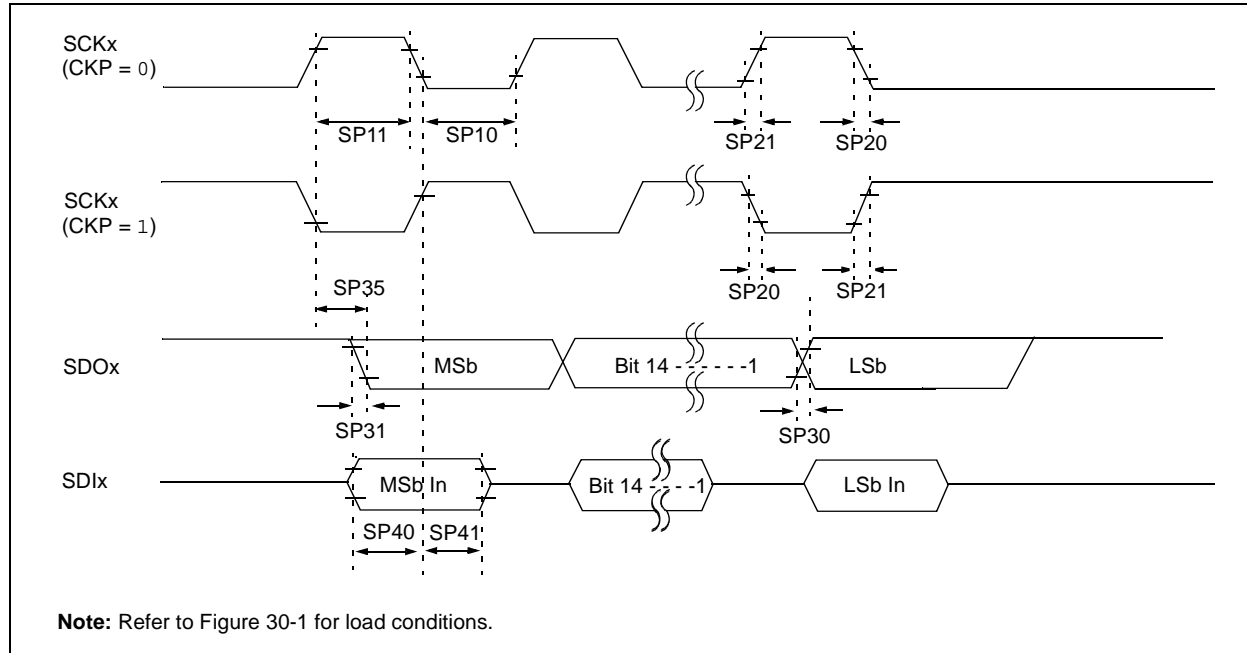 SCKx
(CKP = 0)
SP11
SP10
SP21
SP20
SCKx
(CKP = 1)
SP35
SP20
SP21
SDOx
MSb
Bit 14 - - - - - -1
LSb
SP31
SP30
SDIx
MSb In
Bit 14 - - - -1
LSb In
SP40
SP41
Note: Refer to Figure 30-1 for load conditions.